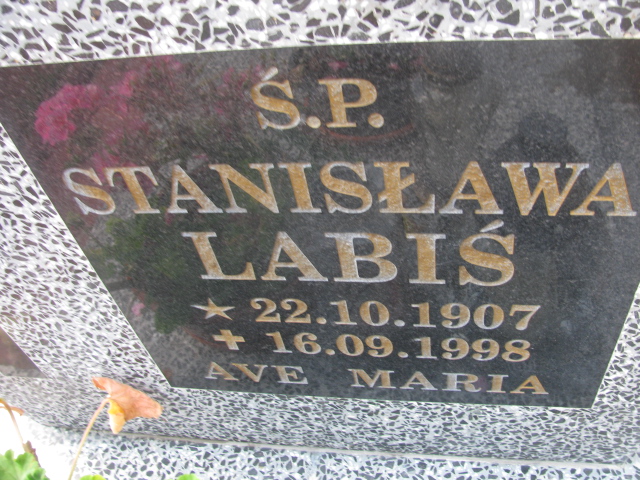 Ś.P.
STANISŁAWA
LABIŚ
★ 22.10.1907
✝ 16.09.1998
AVE MARIA